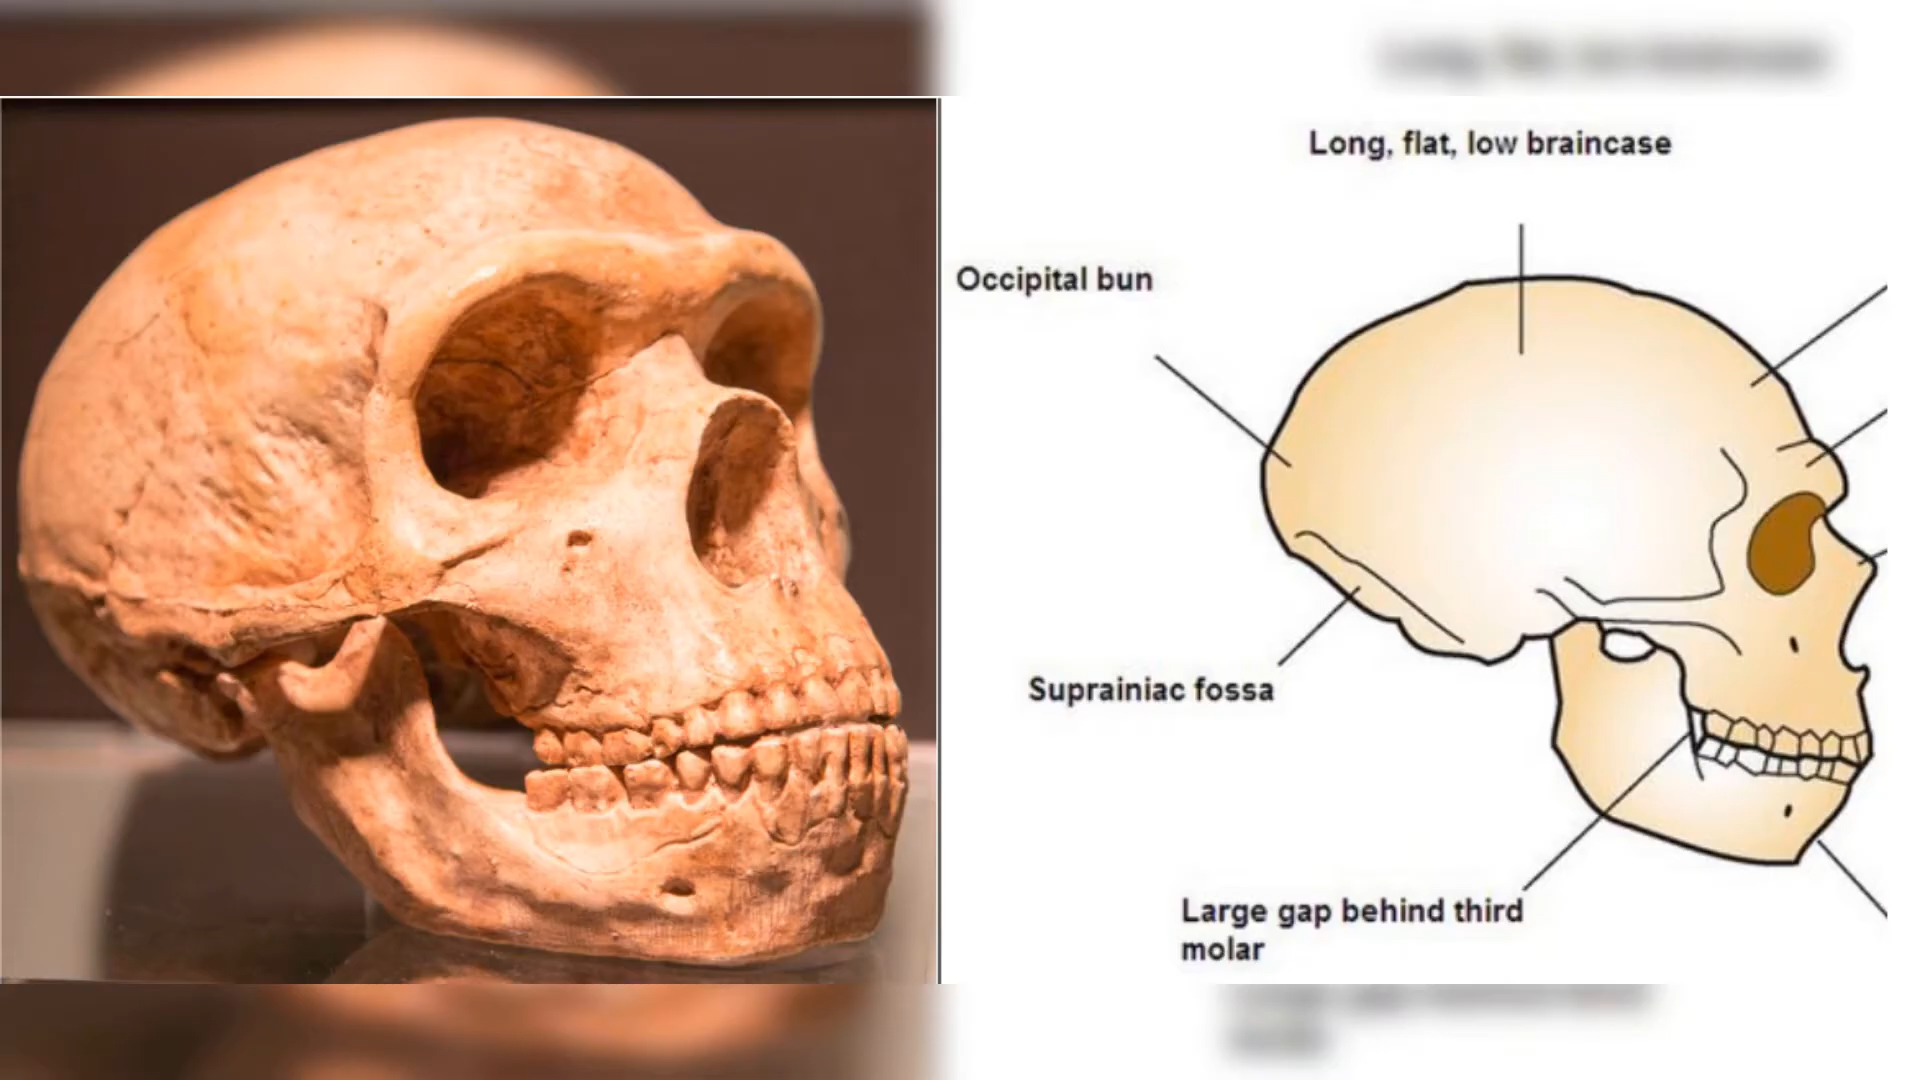 Long, flat, low braincase
Occipital bun
Suprainiac fossa
Large gap behind third
molar